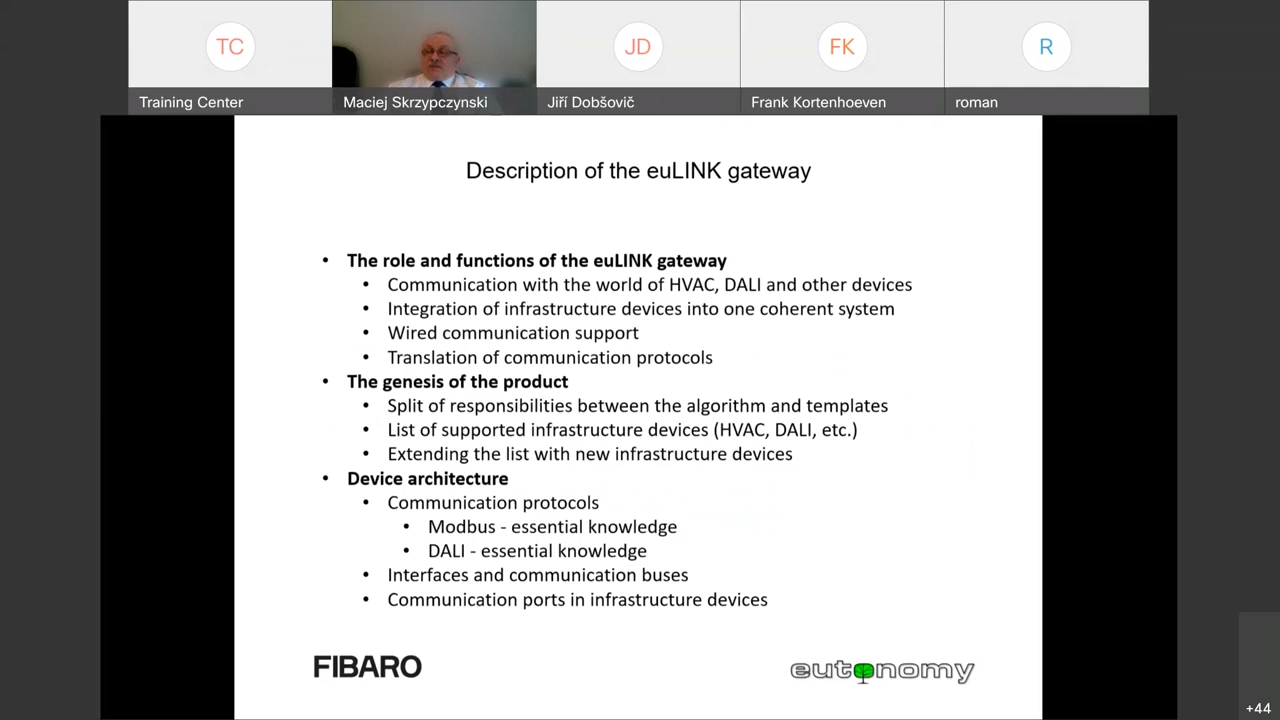 TC
JD
FK
R
Training Center
Maciej Skrzypczynski
Jiří Dobšovič
Frank Kortenhoeven
roman
Description of the euLINK gateway
• The role and functions of the euLINK gateway
• Communication with the world of HVAC, DALI and other devices
• Integration of infrastructure devices into one coherent system
• Wired communication support
• Translation of communication protocols
• The genesis of the product
• Split of responsibilities between the algorithm and templates
• List of supported infrastructure devices (HVAC, DALI, etc.)
• Extending the list with new infrastructure devices
• Device architecture
• Communication protocols
• Modbus - essential knowledge
• DALI - essential knowledge
• Interfaces and communication buses
• Communication ports in infrastructure devices
FIBARO
eutonomy
+44